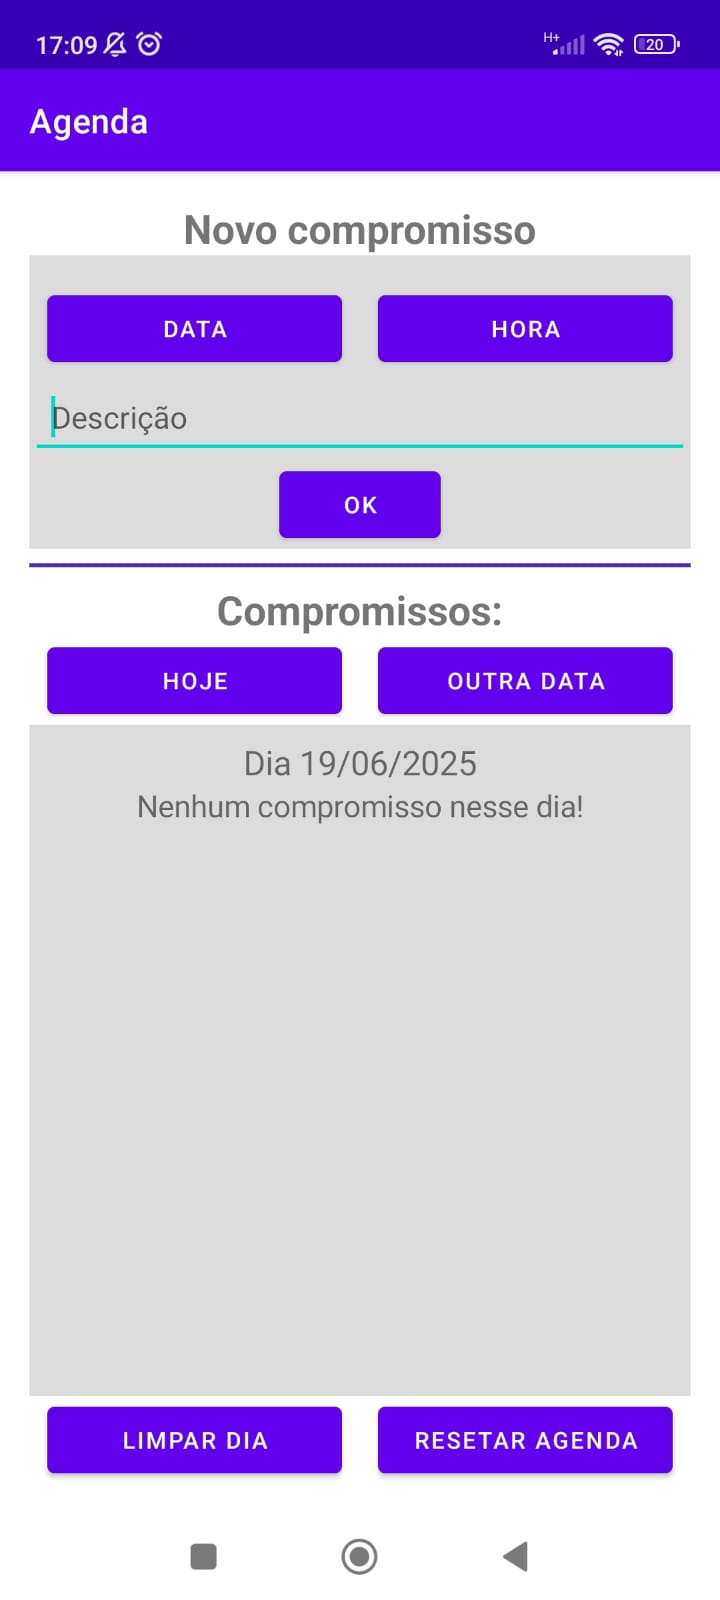 17:09 H+ 20
Agenda
Novo compromisso
DATA HORA
Descrição
OK
Compromissos:
HOJE OUTRA DATA
Dia 19/06/2025
Nenhum compromisso nesse dia!
LIMPAR DIA RESETAR AGENDA